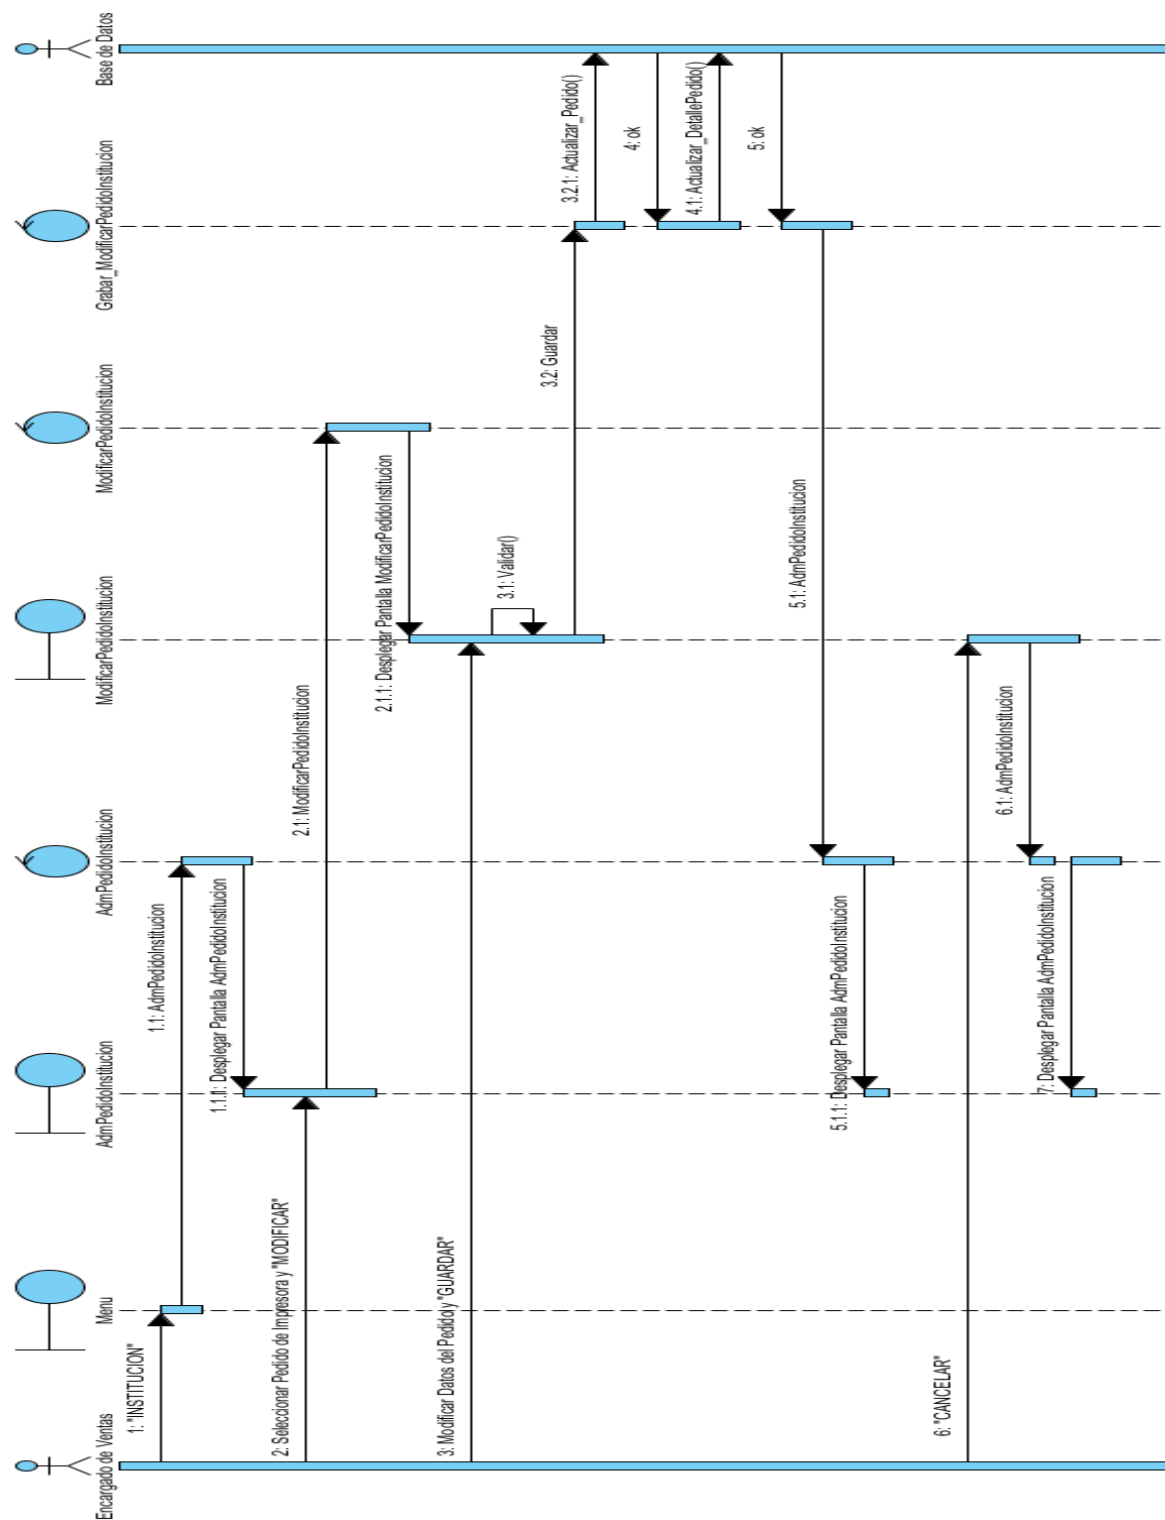 Encargado de Ventas
Menu
AdmPedidoInstitucion
AdmPedidoInstitucion
ModificarPedidoInstitucion
ModificarPedidoInstitucion
Grabar_ModificarPedidoInstitucion
Base de Datos
1: "INSTITUCION"
1.1: AdmPedidoInstitucion
1.1.1: Desplegar Pantalla AdmPedidoInstitucion
2: Seleccionar Pedido de Impresora y "MODIFICAR"
2.1: ModificarPedidoInstitucion
2.1.1: Desplegar Pantalla ModificarPedidoInstitucion
3: Modificar Datos del Pedido y "GUARDAR"
3.1: Validar()
3.2: Guardar
3.2.1: Actualizar_Pedido()
4: ok
4.1: Actualizar_DetallePedido()
5: ok
5.1: AdmPedidoInstitucion
5.1.1: Desplegar Pantalla AdmPedidoInstitucion
6: "CANCELAR"
6.1: AdmPedidoInstitucion
7: Desplegar Pantalla AdmPedidoInstitucion